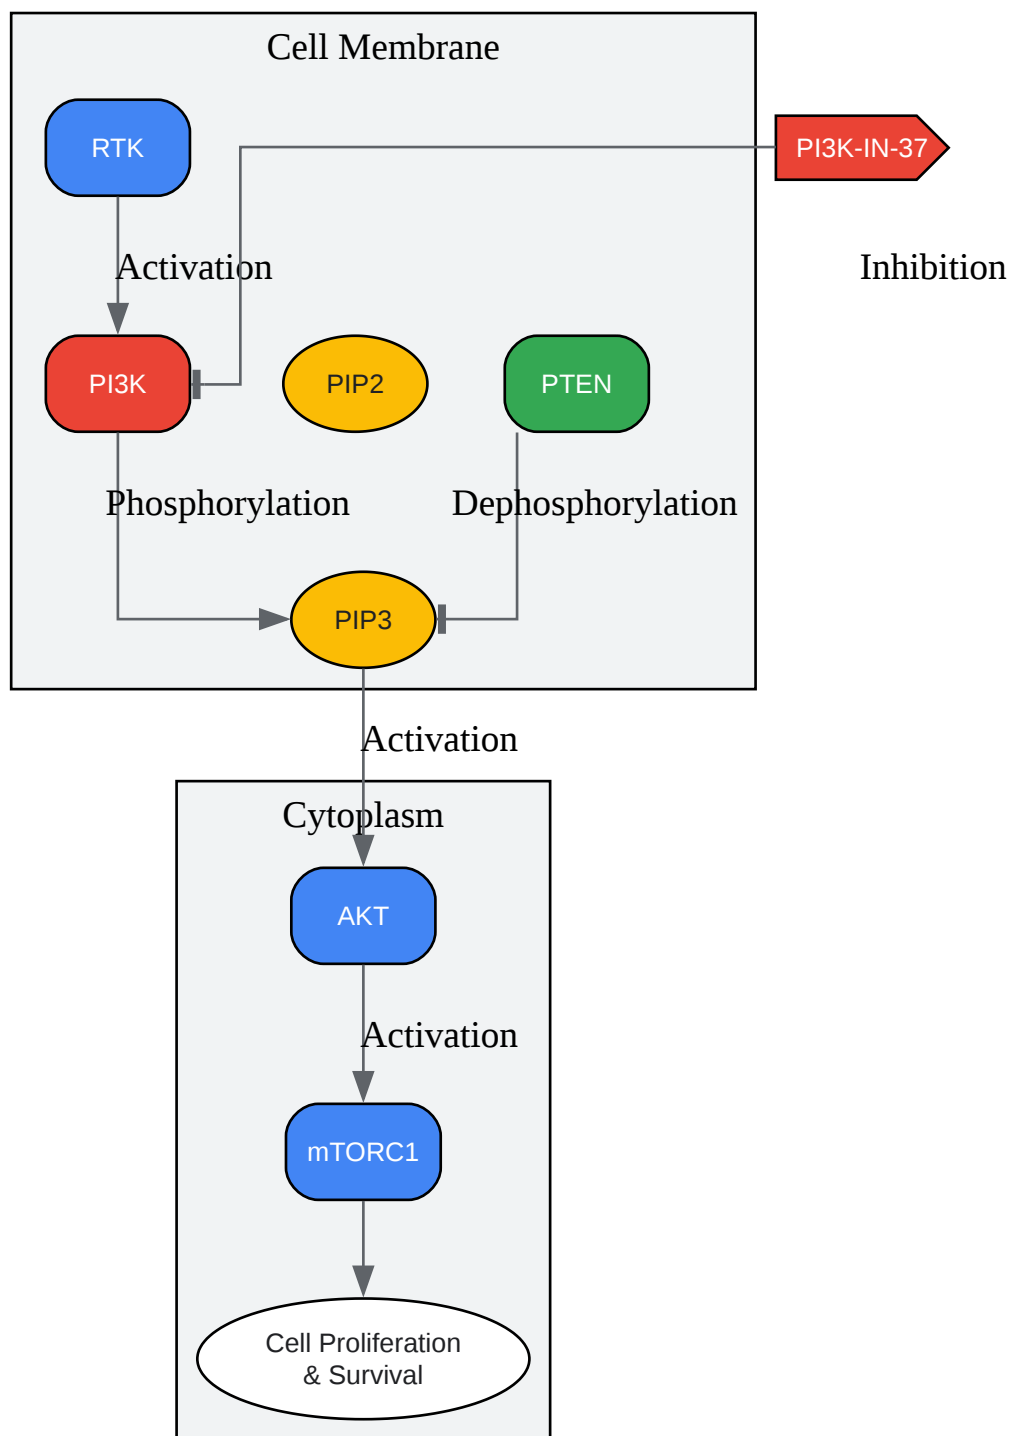 Cell Membrane
RTK
PI3K-IN-37
Activation
Inhibition
PI3K
PIP2
PTEN
Phosphorylation
Dephosphorylation
PIP3
Activation
Cytoplasm
AKT
Activation
mTORC1
Cell Proliferation
& Survival